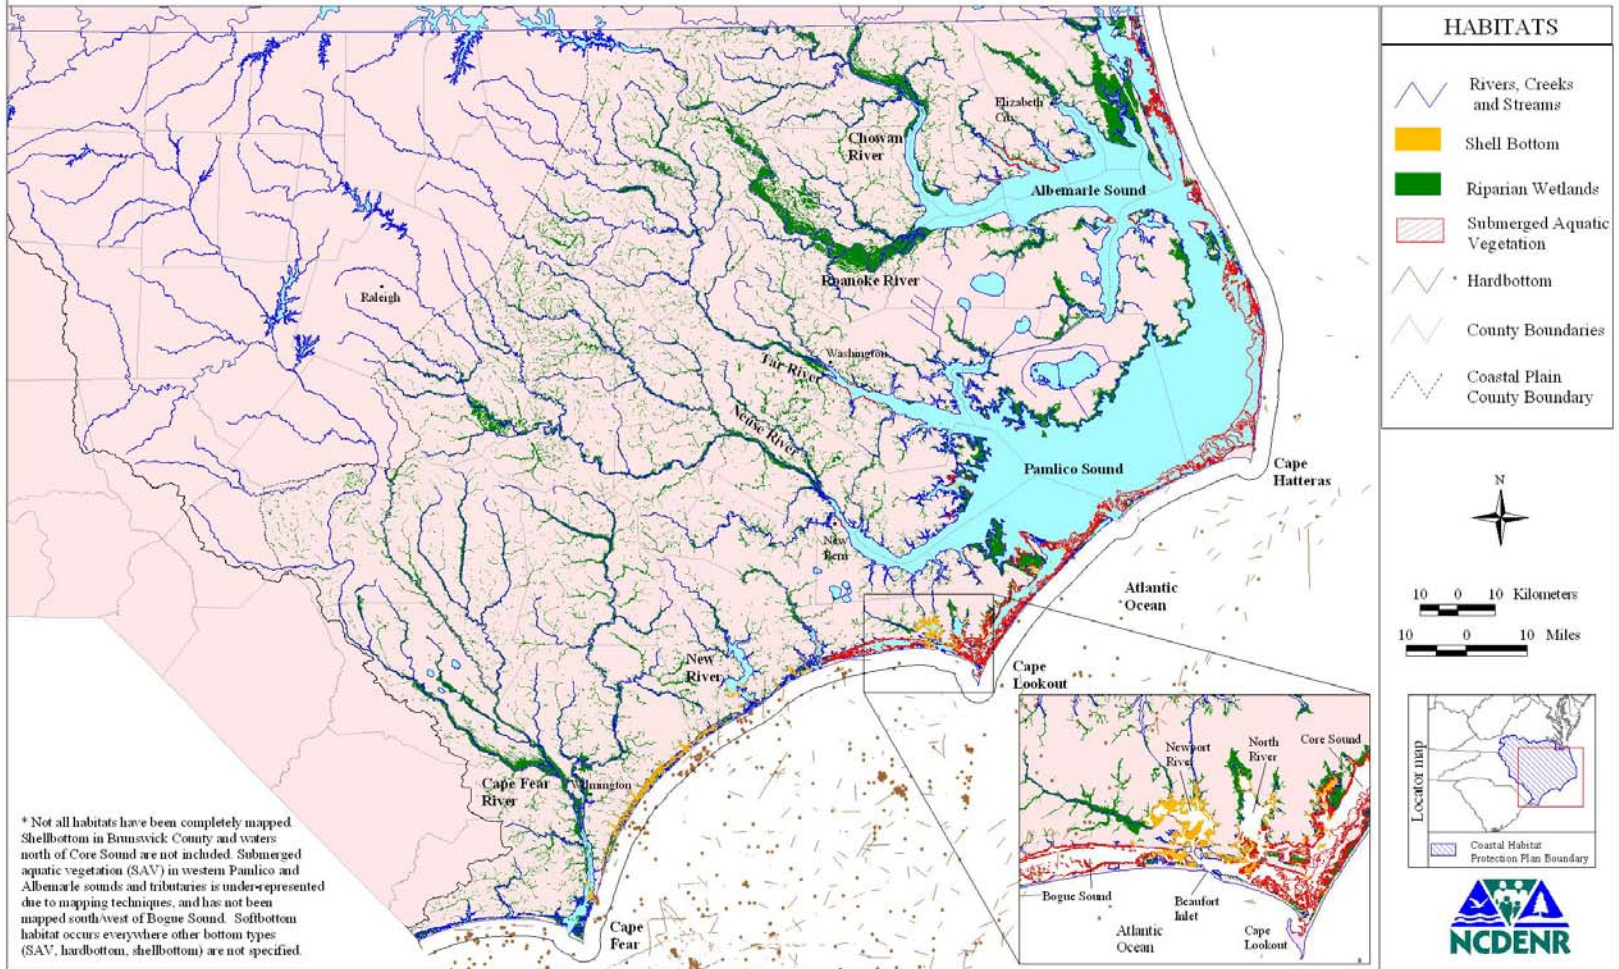 Elizabeth
City
Chowan
River
Albemarle Sound
Roanoke River
Raleigh
Washington
Tar River
Neuse River
Pamlico Sound
Cape
Hatteras
New
Bern
Atlantic
Ocean
New
River
Cape
Lookout
Cape Fear
River
Wilmington
Cape
Fear
* Not all habitats have been completely mapped.
Shellbottom in Brunswick County and waters
north of Core Sound are not included. Submerged
aquatic vegetation (SAV) in western Pamlico and
Albemarle sounds and tributaries is under-represented
due to mapping techniques, and has not been
mapped south/west of Bogue Sound. Softbottom
habitat occurs everywhere other bottom types
(SAV, hardbottom, shellbottom) are not specified.
Newport
River
North
River
Core Sound
Bogue Sound
Beaufort
Inlet
Atlantic
Ocean
Cape
Lookout
HABITATS
Rivers, Creeks
and Streams
Shell Bottom
Riparian Wetlands
Submerged Aquatic
Vegetation
Hardbottom
County Boundaries
Coastal Plain
County Boundary
N
10 0 10 Kilometers
10 0 10 Miles
Locator map
Coastal Habitat
Protection Plan Boundary
NCDENR